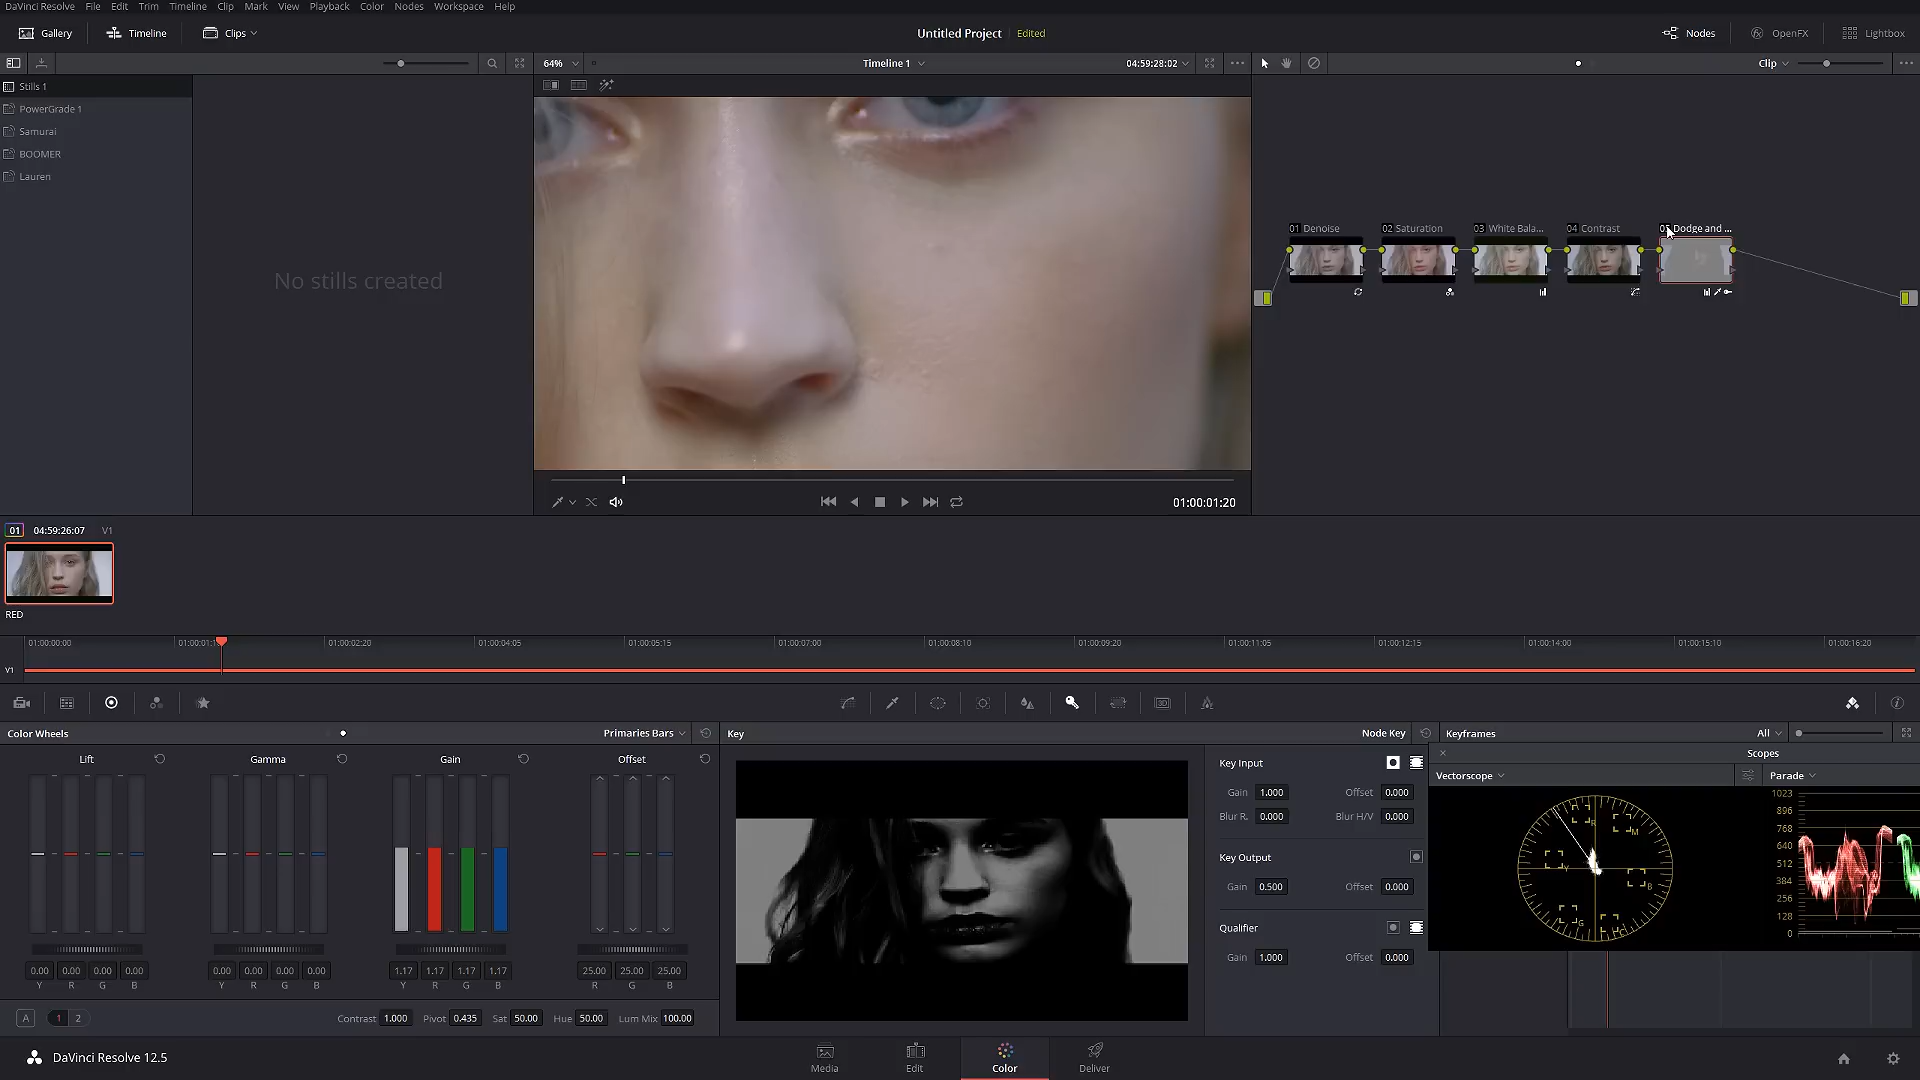 DaVinci Resolve File Edit Trim Timeline Clip Mark View Playback Color Nodes Workspace Help
Gallery Timeline Clips Untitled Project Edited Nodes OpenFX Lightbox
64% Timeline 1 04:59:28:02 Clip
Stills 1
PowerGrade 1
Samurai
BOOMER
Lauren
No stills created
01 Denoise 02 Saturation 03 White Bala... 04 Contrast 05 Dodge and ...
01:00:01:20
01 04:59:26:07 V1
RED
01:00:00:00 01:00:01:1 01:00:02:20 01:00:04:05 01:00:05:15 01:00:07:00 01:00:08:10 01:00:09:20 01:00:11:05 01:00:12:15 01:00:14:00 01:00:15:10 01:00:16:20
V1
Color Wheels Primaries Bars Key Node Key Keyframes All
Lift Gamma Gain Offset
Key Input
Gain 1.000 Offset 0.000
Blur R. 0.000 Blur H/V 0.000
Key Output
Gain 0.500 Offset 0.000
Qualifier
Gain 1.000 Offset 0.000
Scopes
Vectorscope Parade
R M Y B G C
1023
896
768
640
512
384
256
128
0
0.00 0.00 0.00 0.00 0.00 0.00 0.00 0.00 1.17 1.17 1.17 1.17 25.00 25.00 25.00
Y R G B Y R G B Y R G B R G B
A 1 2 Contrast 1.000 Pivot 0.435 Sat 50.00 Hue 50.00 Lum Mix 100.00
DaVinci Resolve 12.5 Media Edit Color Deliver